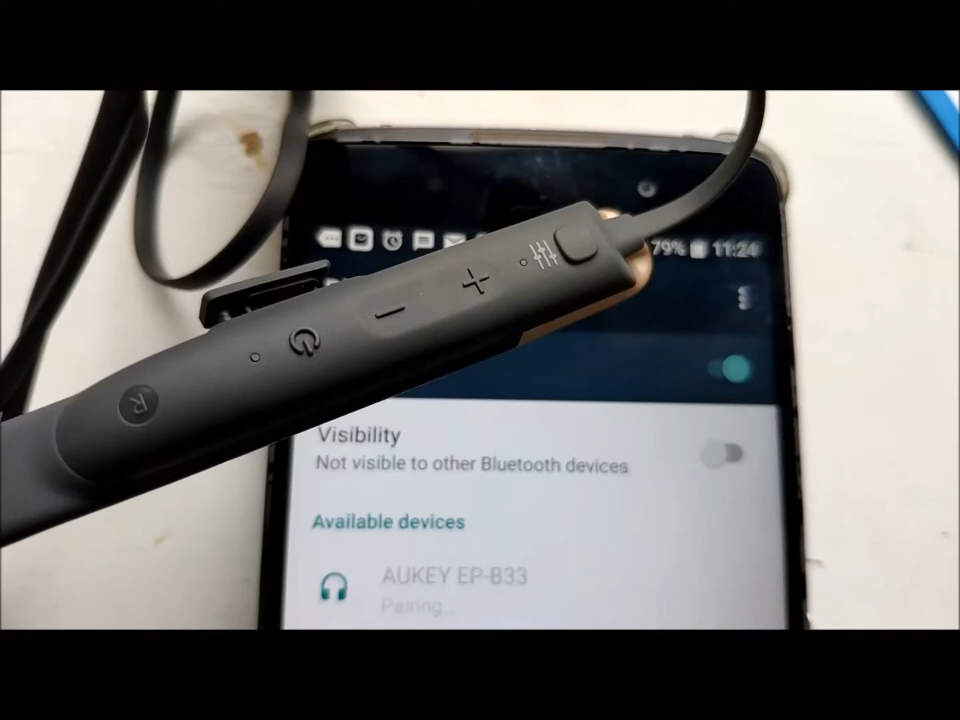 79% 11:24
+
−
R
Visibility
Not visible to other Bluetooth devices
Available devices
AUKEY EP-B33
Pairing...